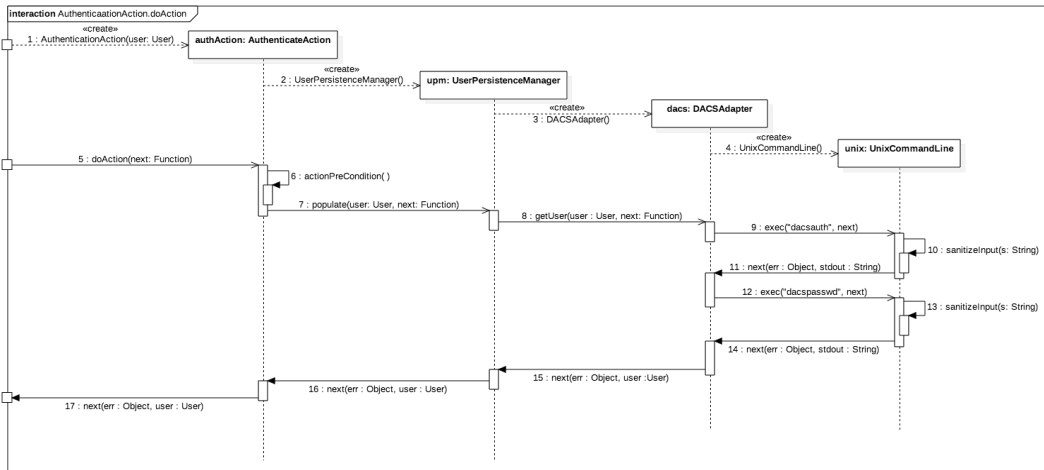 interaction AuthenticaationAction.doAction
«create»
1 : AuthenticationAction(user: User)
authAction: AuthenticateAction
«create»
2 : UserPersistenceManager()
upm: UserPersistenceManager
«create»
3 : DACSAdapter()
dacs: DACSAdapter
«create»
4 : UnixCommandLine()
unix: UnixCommandLine
5 : doAction(next: Function)
6 : actionPreCondition( )
7 : populate(user: User, next: Function)
8 : getUser(user : User, next: Function)
9 : exec("dacsauth", next)
10 : sanitizeInput(s: String)
11 : next(err : Object, stdout : String)
12 : exec("dacspasswd", next)
13 : sanitizeInput(s: String)
14 : next(err : Object, stdout : String)
15 : next(err : Object, user :User)
16 : next(err : Object, user : User)
17 : next(err : Object, user : User)